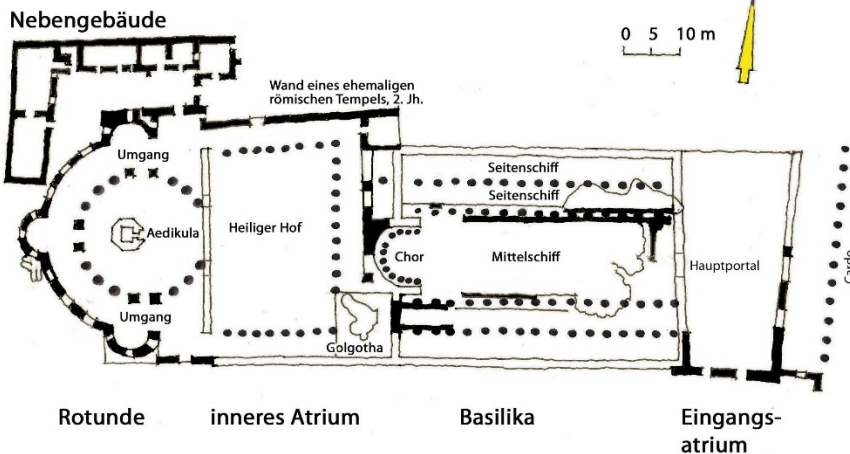 Nebengebäude
0 5 10 m
Wand eines ehemaligen
römischen Tempels, 2. Jh.
Umgang
Seitenschiff
Seitenschiff
Aedikula
Heiliger Hof
Chor
Mittelschiff
Hauptportal
Cardo
Umgang
Golgotha
Rotunde
inneres Atrium
Basilika
Eingangs-
atrium